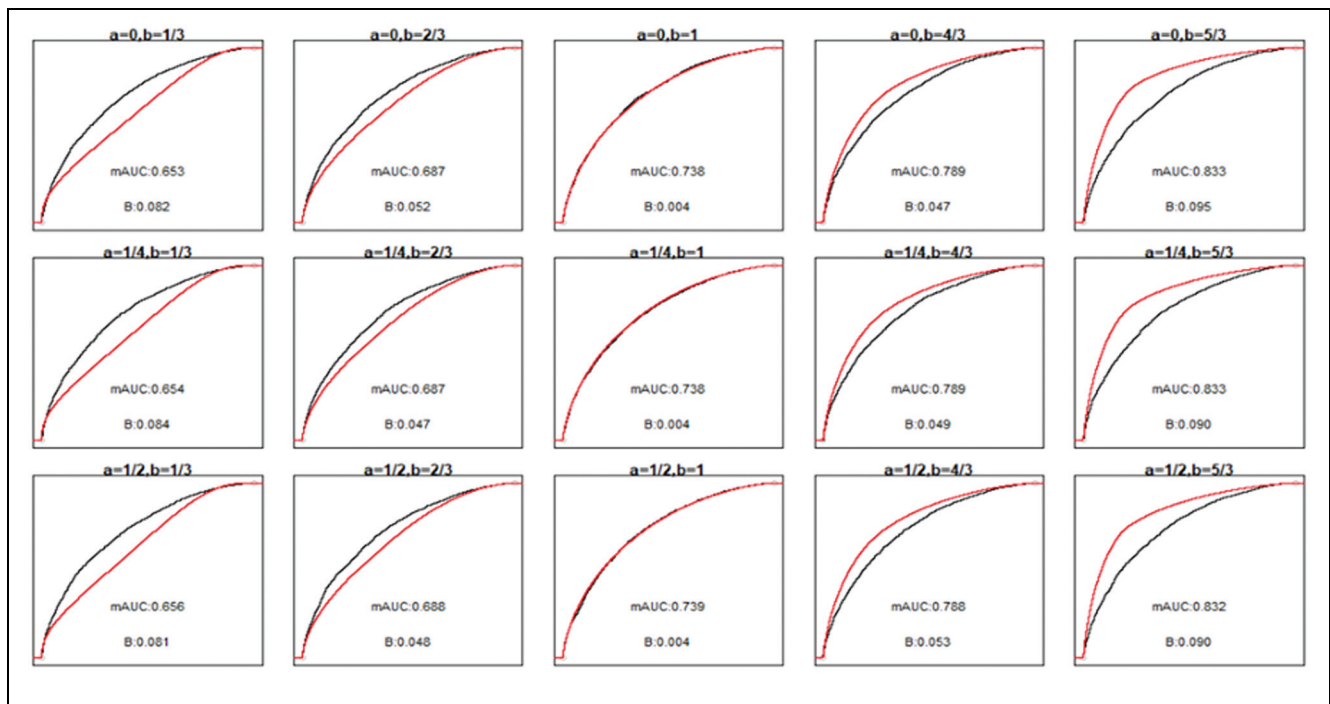 a=0,b=1/3 a=0,b=2/3 a=0,b=1 a=0,b=4/3 a=0,b=5/3
mAUC:0.653 mAUC:0.687 mAUC:0.738 mAUC:0.789 mAUC:0.833
B:0.082 B:0.052 B:0.004 B:0.047 B:0.095
a=1/4,b=1/3 a=1/4,b=2/3 a=1/4,b=1 a=1/4,b=4/3 a=1/4,b=5/3
mAUC:0.654 mAUC:0.687 mAUC:0.738 mAUC:0.789 mAUC:0.833
B:0.084 B:0.047 B:0.004 B:0.049 B:0.090
a=1/2,b=1/3 a=1/2,b=2/3 a=1/2,b=1 a=1/2,b=4/3 a=1/2,b=5/3
mAUC:0.656 mAUC:0.688 mAUC:0.739 mAUC:0.788 mAUC:0.832
B:0.081 B:0.048 B:0.004 B:0.053 B:0.090